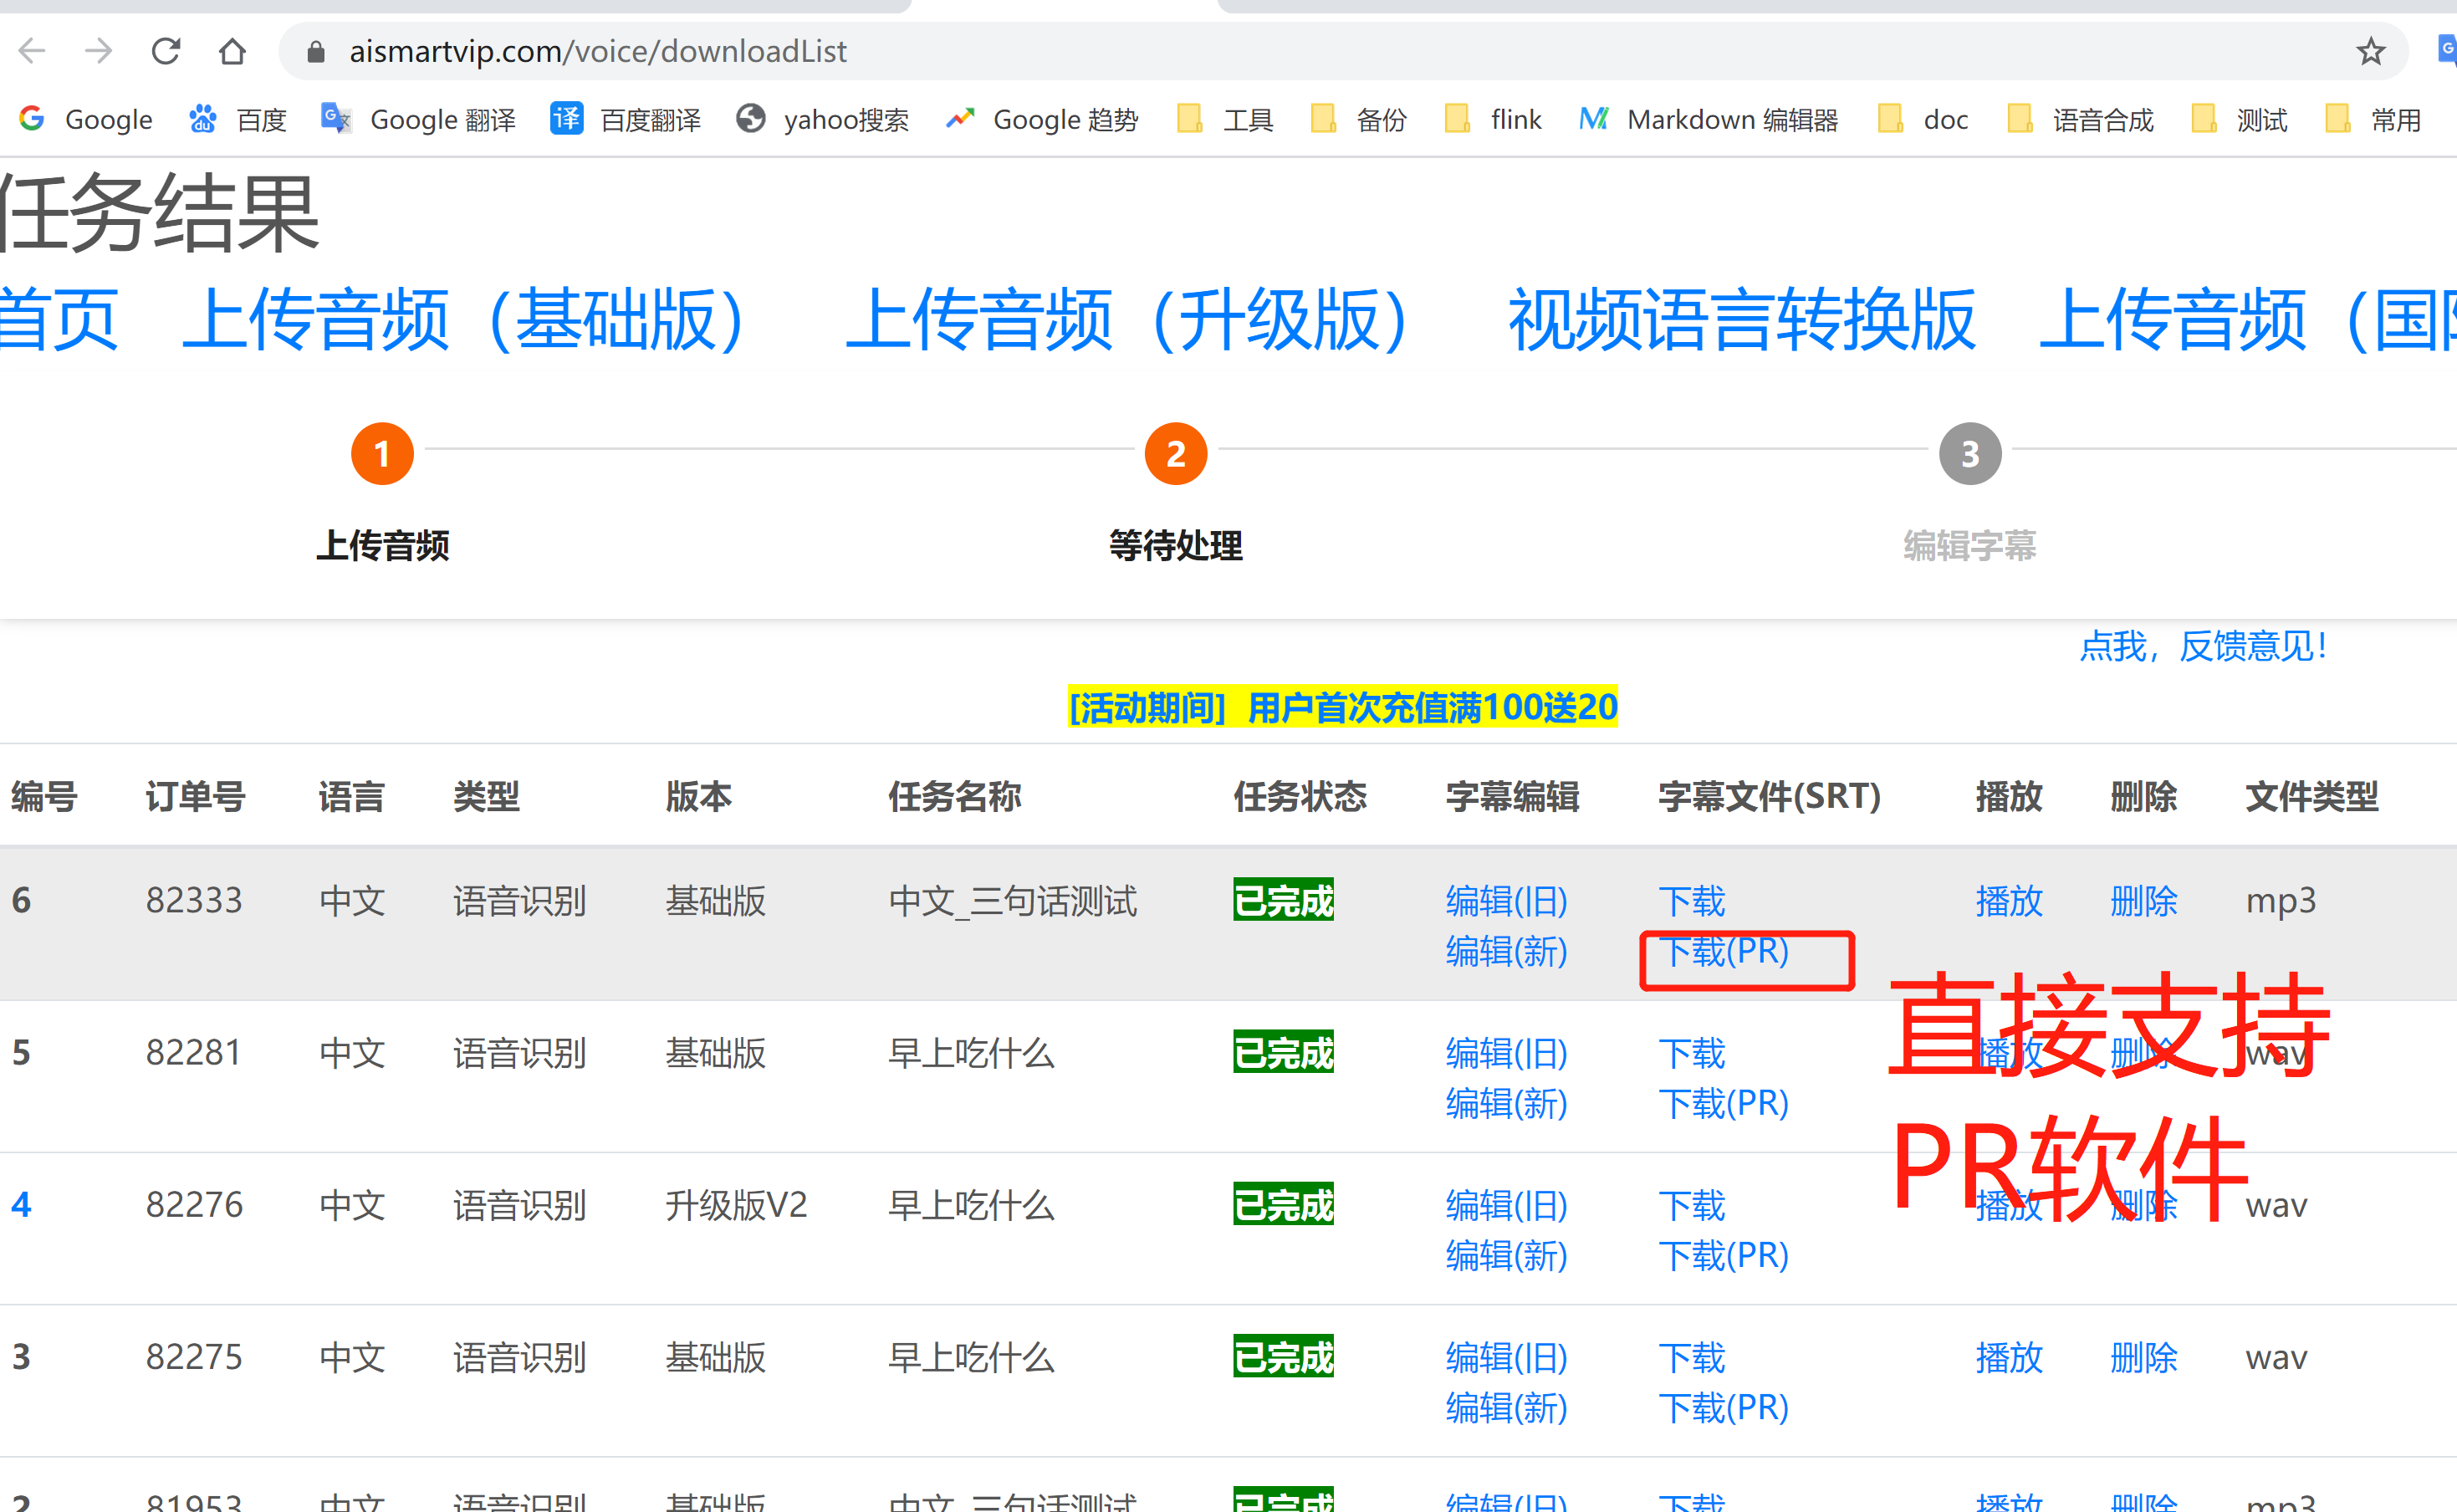 aismartvip.com/voice/downloadList
Google 百度 Google 翻译 百度翻译 yahoo搜索 Google 趋势 工具 备份 flink Markdown 编辑器 doc 语音合成 测试 常用
任务结果
首页 上传音频（基础版） 上传音频（升级版） 视频语言转换版 上传音频（国
1 2 3
上传音频 等待处理 编辑字幕
点我，反馈意见！
[活动期间] 用户首次充值满100送20
编号 订单号 语言 类型 版本 任务名称 任务状态 字幕编辑 字幕文件(SRT) 播放 删除 文件类型
6 82333 中文 语音识别 基础版 中文_三句话测试 已完成 编辑(旧) 下载 播放 删除 mp3
编辑(新) 下载(PR)
直接支持
5 82281 中文 语音识别 基础版 早上吃什么 已完成 编辑(旧) 下载 播放 删除 wav
编辑(新) 下载(PR)
PR软件
4 82276 中文 语音识别 升级版V2 早上吃什么 已完成 编辑(旧) 下载 播放 删除 wav
编辑(新) 下载(PR)
3 82275 中文 语音识别 基础版 早上吃什么 已完成 编辑(旧) 下载 播放 删除 wav
编辑(新) 下载(PR)
2 81953 中文 语音识别 基础版 中文_三句话测试 已完成 编辑(旧) 下载 播放 删除 mp3